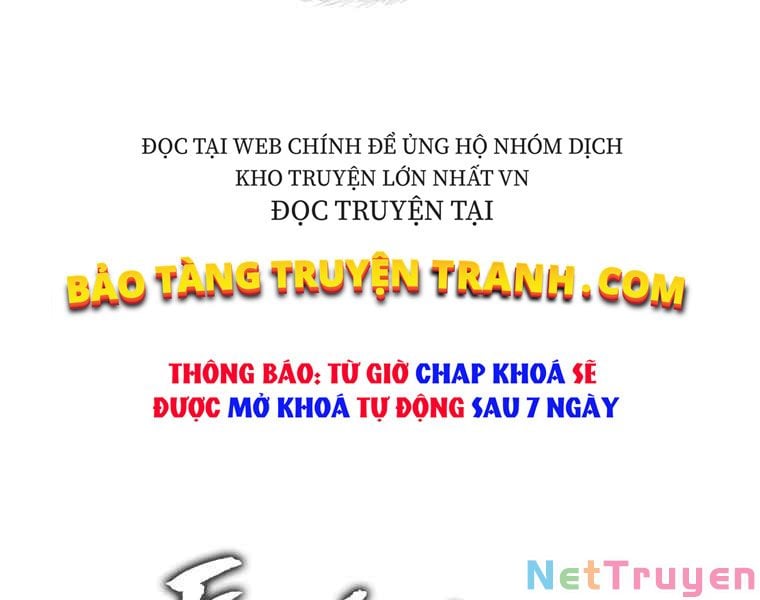 ĐỌC TẠI WEB CHÍNH ĐỂ ỦNG HỘ NHÓM DỊCH
KHO TRUYỆN LỚN NHẤT VN
ĐỌC TRUYỆN TẠI
BẢO TÀNG TRUYỆN TRANH.COM
THÔNG BÁO: TỪ GIỜ CHAP KHOÁ SẼ
ĐƯỢC MỞ KHOÁ TỰ ĐỘNG SAU 7 NGÀY
NetTruyen